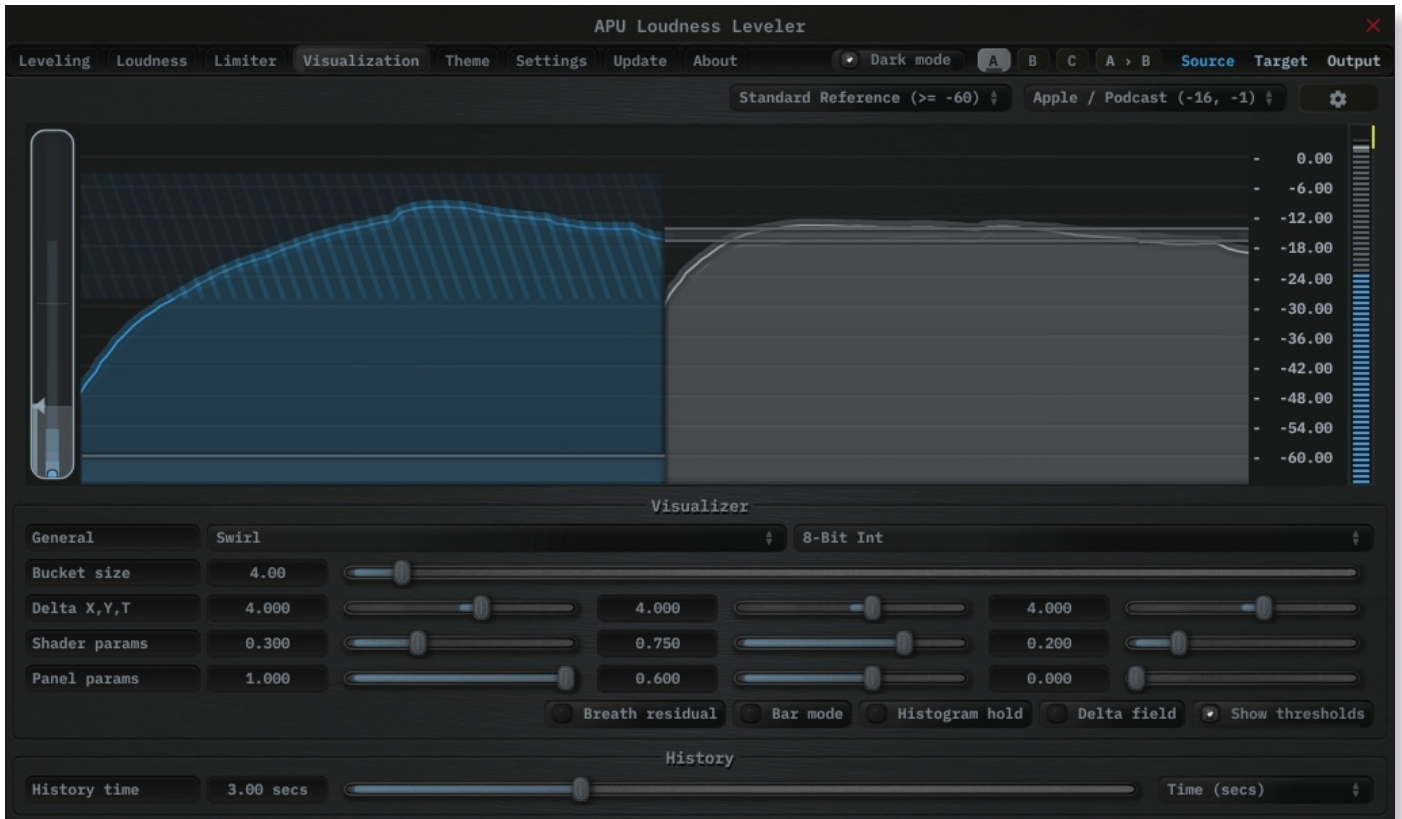 APU Loudness Leveler
Leveling Loudness Limiter Visualization Theme Settings Update About Dark mode A B C A › B Source Target Output
Standard Reference (>= -60) Apple / Podcast (-16, -1)
- 0.00
- -6.00
- -12.00
- -18.00
- -24.00
- -30.00
- -36.00
- -42.00
- -48.00
- -54.00
- -60.00
Visualizer
General Swirl 8-Bit Int
Bucket size 4.00
Delta X,Y,T 4.000 4.000 4.000
Shader params 0.300 0.750 0.200
Panel params 1.000 0.600 0.000
Breath residual Bar mode Histogram hold Delta field Show thresholds
History
History time 3.00 secs Time (secs)